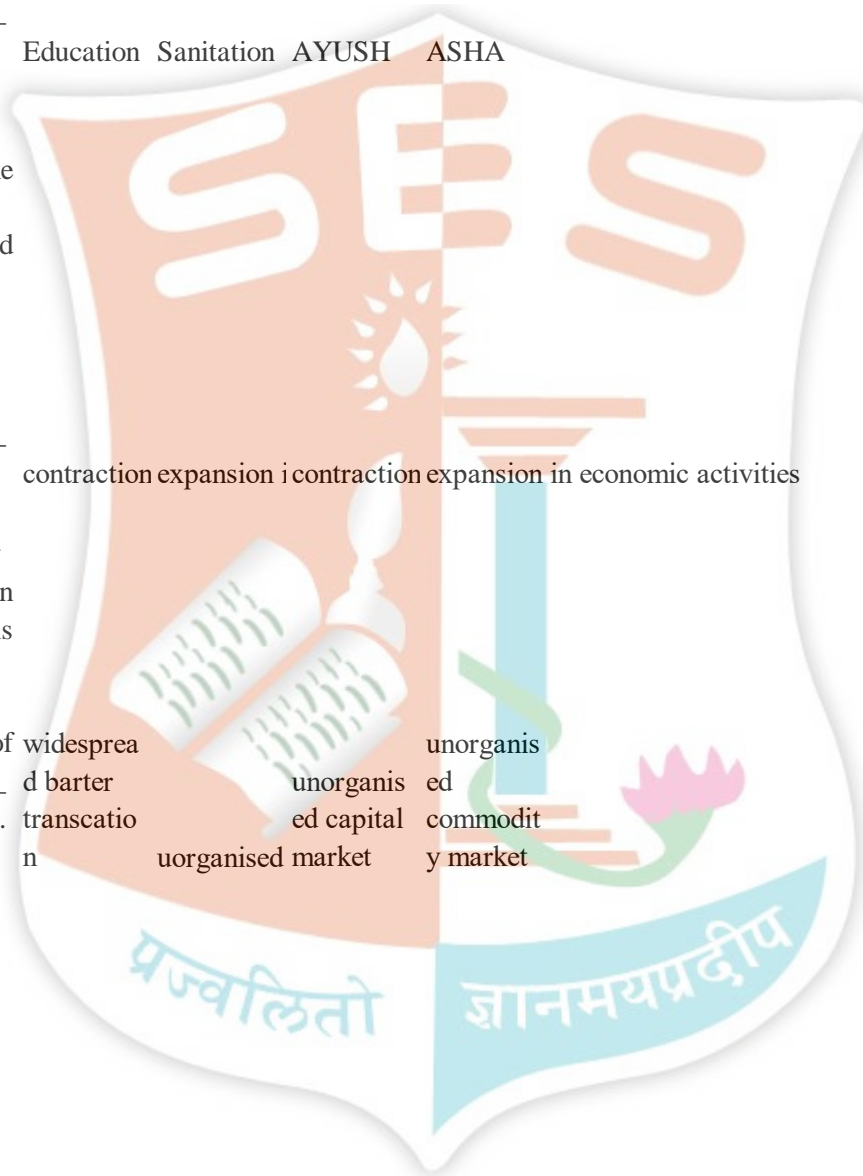 Education Sanitation AYUSH ASHA
SES
e
d
contraction expansion i contraction expansion in economic activities
n
s
of widesprea unorganis
d barter unorganis ed
. transcatio ed capital commodit
n uorganised market y market
प्रज्वलितो ज्ञानमयप्रदीप